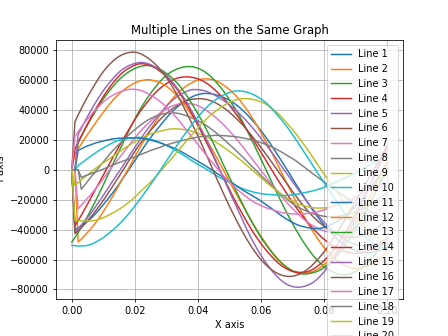 Multiple Lines on the Same Graph
80000
60000
40000
20000
0
−20000
−40000
−60000
−80000
0.00
0.02
0.04
0.06
0.08
X axis
Line 1
Line 2
Line 3
Line 4
Line 5
Line 6
Line 7
Line 8
Line 9
Line 10
Line 11
Line 12
Line 13
Line 14
Line 15
Line 16
Line 17
Line 18
Line 19
Line 20